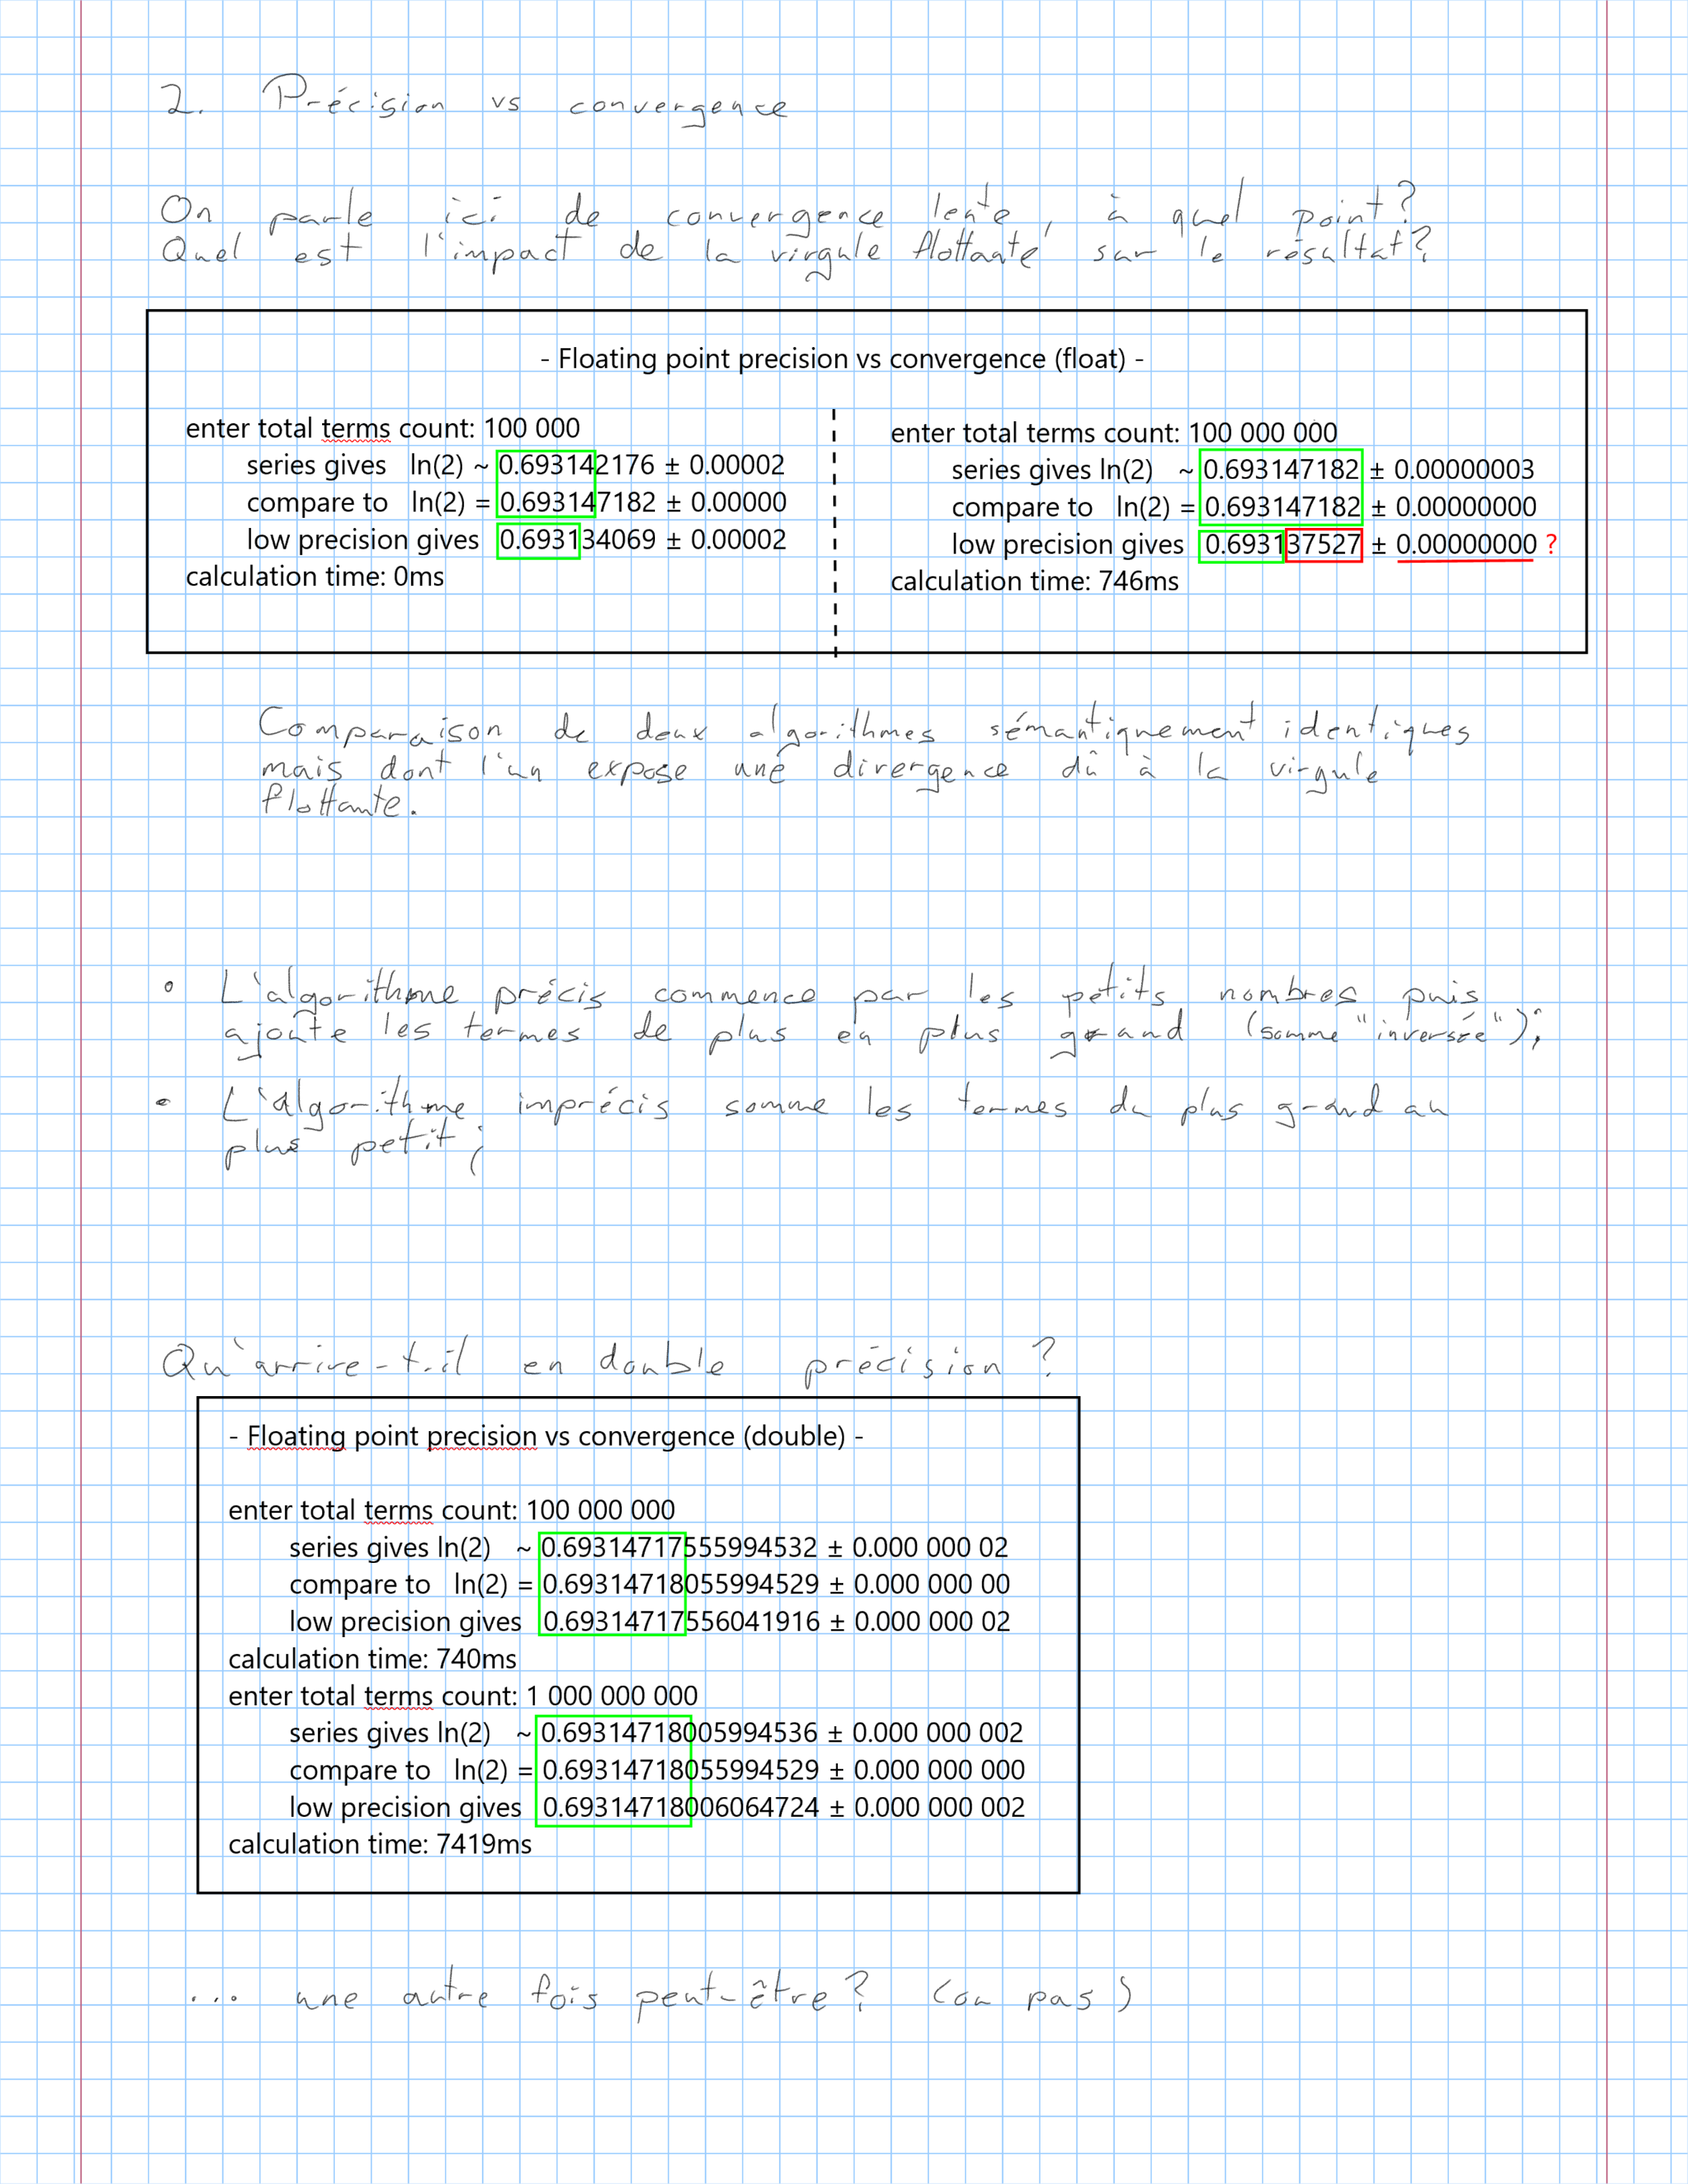 2. Précision vs convergence
On parle ici de convergence lente, à quel point?
Quel est l'impact de la virgule flottante sur le résultat?
- Floating point precision vs convergence (float) -
enter total terms count: 100 000
series gives ln(2) ~ 0.693142176 ± 0.00002
compare to ln(2) = 0.693147182 ± 0.00000
low precision gives 0.693134069 ± 0.00002
calculation time: 0ms
enter total terms count: 100 000 000
series gives ln(2) ~ 0.693147182 ± 0.00000003
compare to ln(2) = 0.693147182 ± 0.00000000
low precision gives 0.693137527 ± 0.00000000 ?
calculation time: 746ms
Comparaison de deux algorithmes sémantiquement identiques
mais dont l'un expose une divergence dû à la virgule
flottante.
• L'algorithme précis commence par les petits nombres puis
ajoute les termes de plus en plus grand (somme "inversée");
• L'algorithme imprécis somme les termes du plus grand au
plus petit;
Qu'arrive-t-il en double précision?
- Floating point precision vs convergence (double) -
enter total terms count: 100 000 000
series gives ln(2) ~ 0.69314717555994532 ± 0.000 000 02
compare to ln(2) = 0.69314718055994529 ± 0.000 000 00
low precision gives 0.69314717556041916 ± 0.000 000 02
calculation time: 740ms
enter total terms count: 1 000 000 000
series gives ln(2) ~ 0.69314718005994536 ± 0.000 000 002
compare to ln(2) = 0.69314718055994529 ± 0.000 000 000
low precision gives 0.69314718006064724 ± 0.000 000 002
calculation time: 7419ms
... une autre fois peut-être? (ou pas)